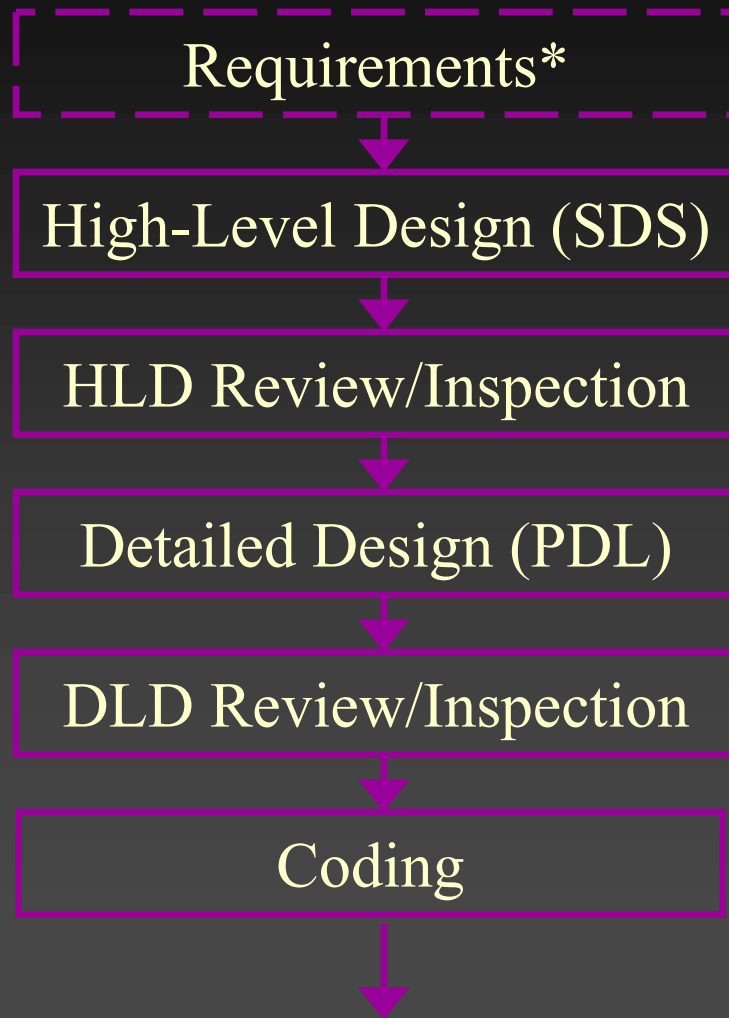 Requirements*
High-Level Design (SDS)
HLD Review/Inspection
Detailed Design (PDL)
DLD Review/Inspection
Coding